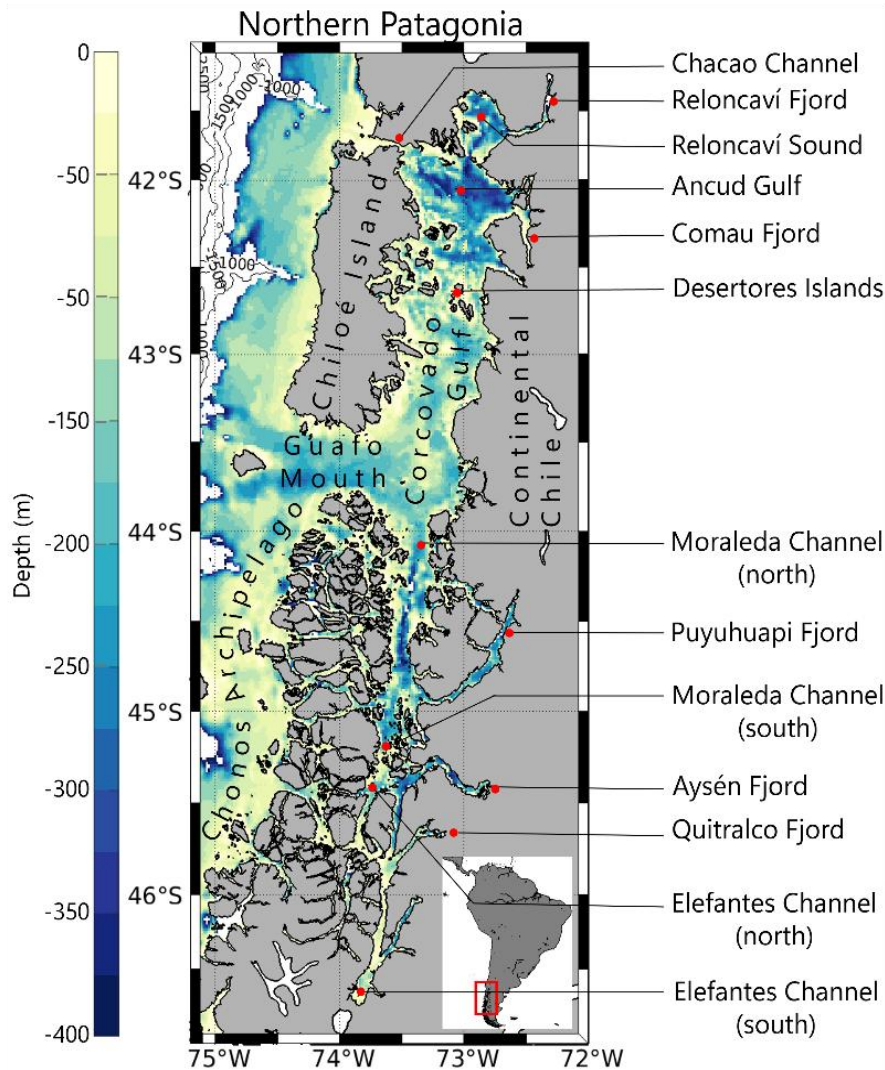 Northern Patagonia
0
-50
-50
-150
-200
-250
-300
-350
-400
Depth (m)
42°S
43°S
44°S
45°S
46°S
75°W
74°W
73°W
72°W
1000
1500
1000
1000
Chiloé Island
Corcovado
Gulf
Guafo
Mouth
Continental
Chile
Chonos Archipelago
Chacao Channel
Reloncaví Fjord
Reloncaví Sound
Ancud Gulf
Comau Fjord
Desertores Islands
Moraleda Channel
(north)
Puyuhuapi Fjord
Moraleda Channel
(south)
Aysén Fjord
Quitralco Fjord
Elefantes Channel
(north)
Elefantes Channel
(south)